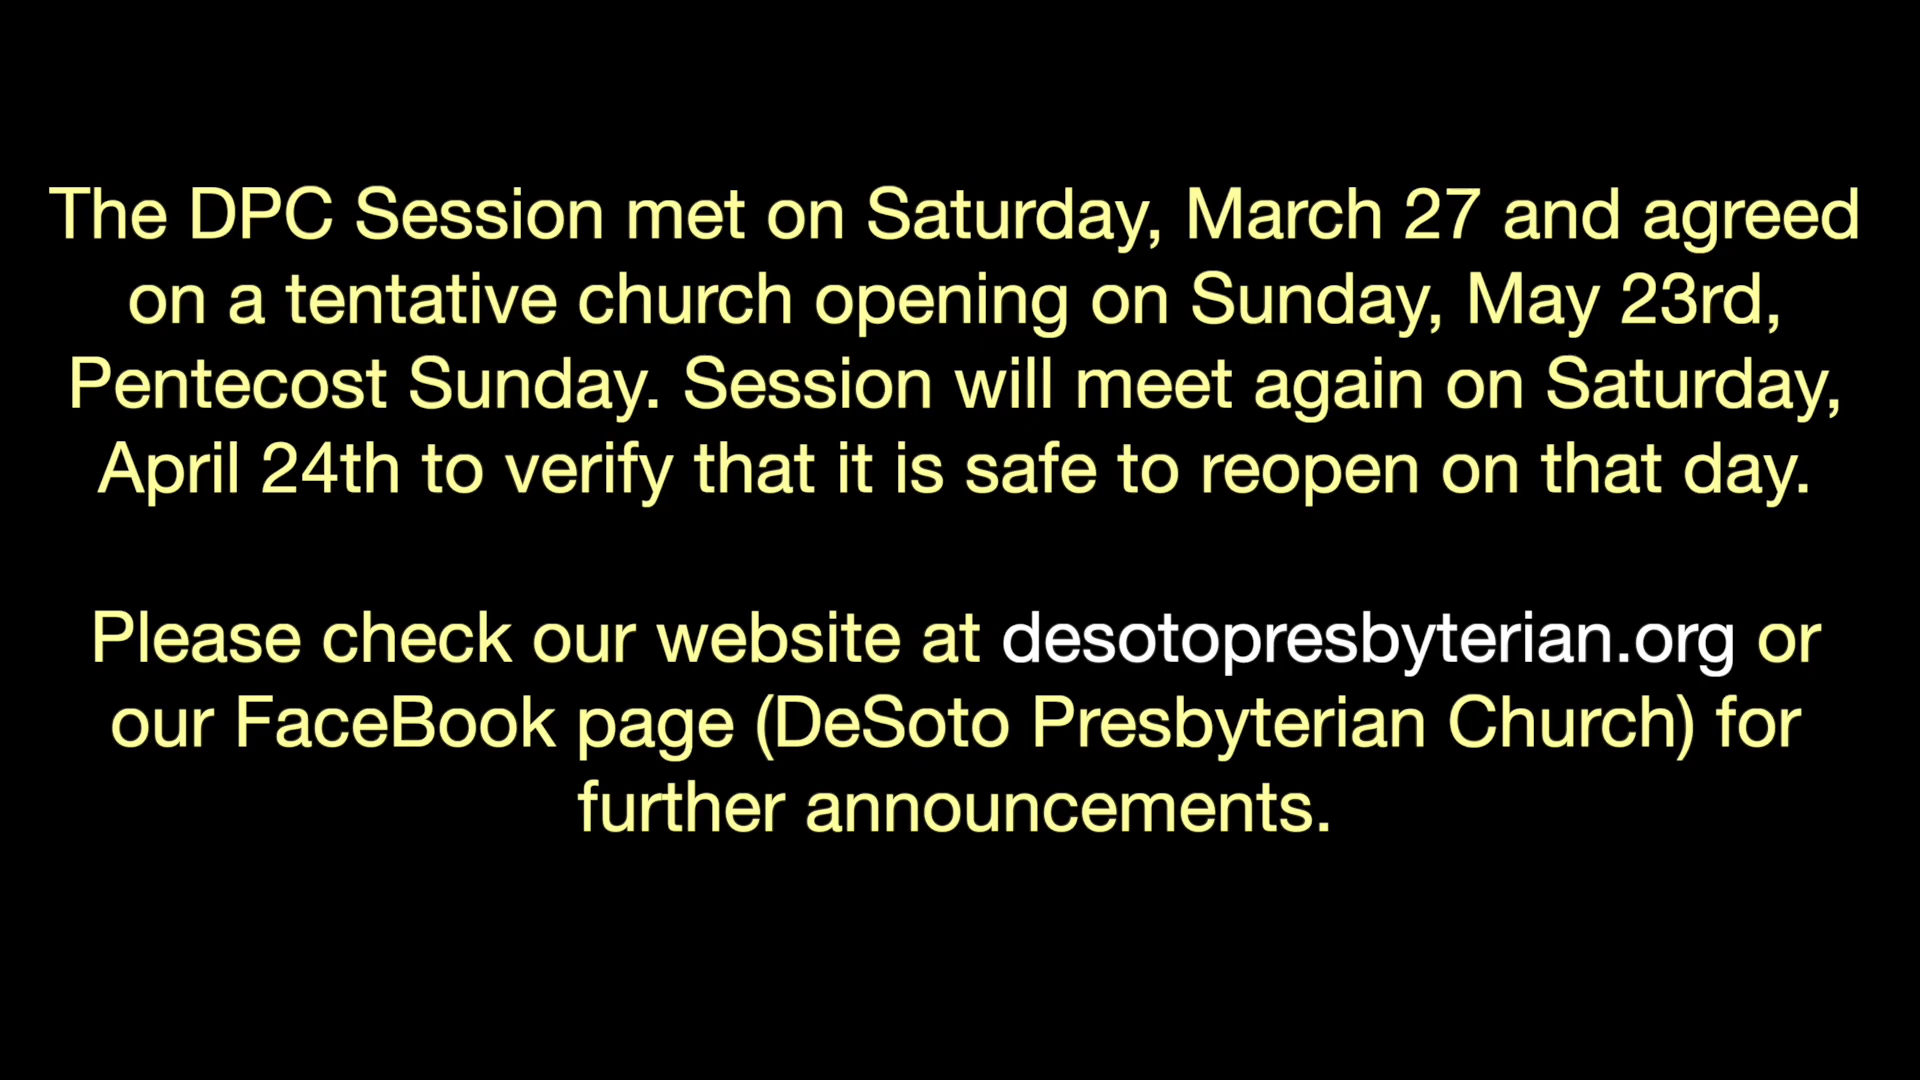 The DPC Session met on Saturday, March 27 and agreed
on a tentative church opening on Sunday, May 23rd,
Pentecost Sunday. Session will meet again on Saturday,
April 24th to verify that it is safe to reopen on that day.
Please check our website at desotopresbyterian.org or
our FaceBook page (DeSoto Presbyterian Church) for
further announcements.